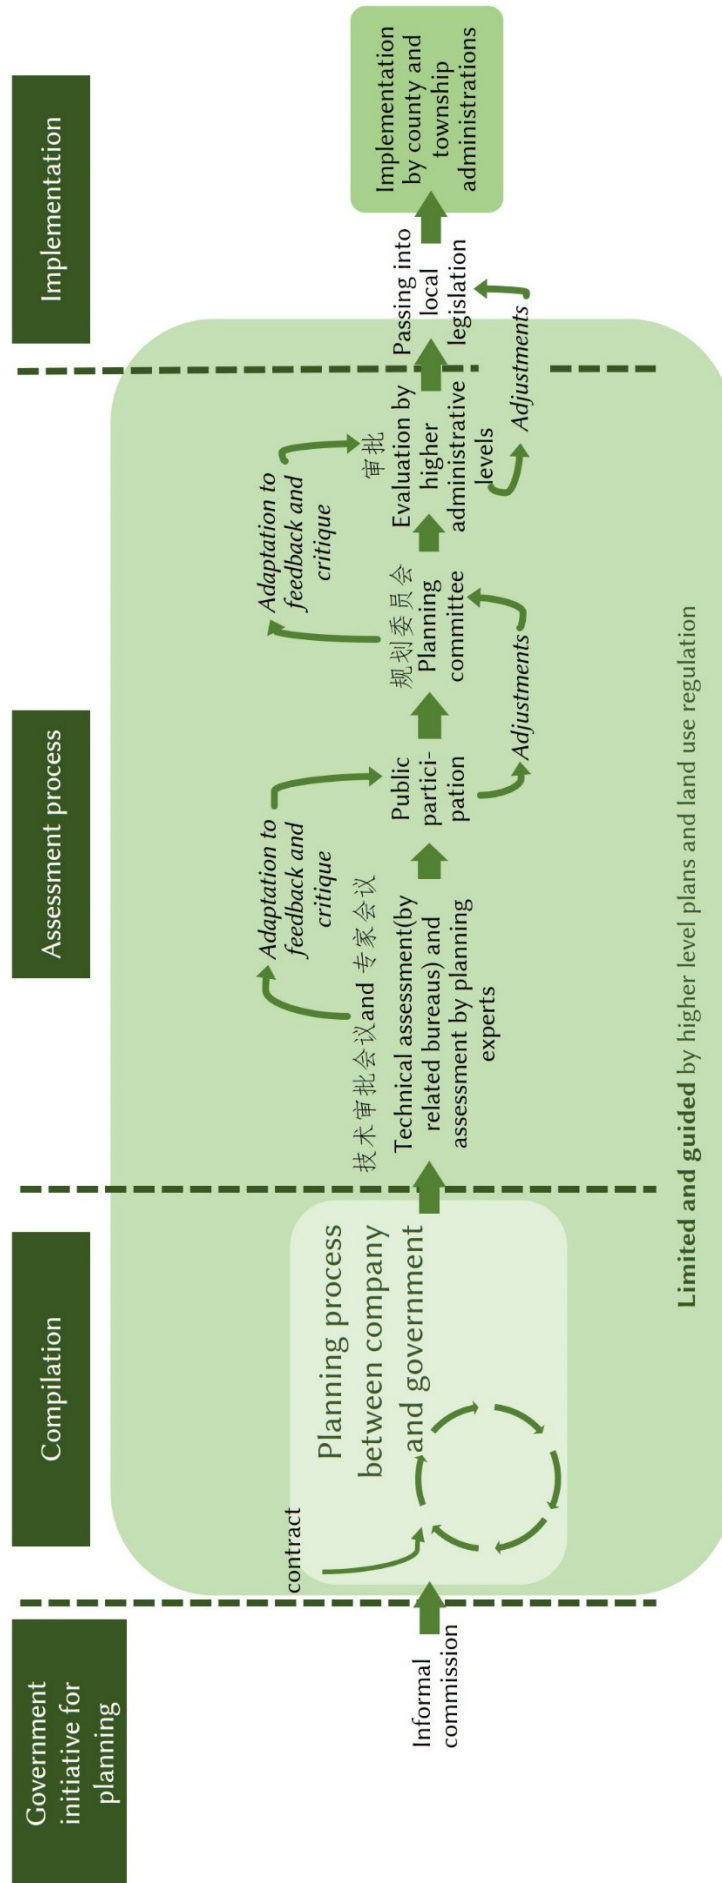 Government
initiative for
planning
Compilation
Assessment process
Implementation
Informal
commission
contract
Planning process
between company
and government
技术审批会议and 专家会议
Technical assessment(by
related bureaus) and
assessment by planning
experts
Adaptation to
feedback and
critique
Public
partici-
pation
Adjustments
规划委员会
Planning
committee
Adaptation to
feedback and
critique
审批
Evaluation by
higher
administrative
levels
Adjustments
Passing into
local
legislation
Implementation
by county and
township
administrations
Limited and guided by higher level plans and land use regulation